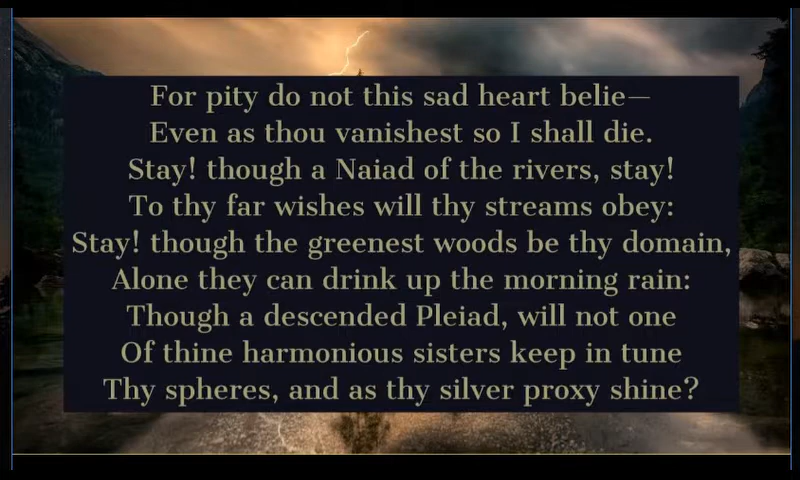 For pity do not this sad heart belie—
Even as thou vanishest so I shall die.
Stay! though a Naiad of the rivers, stay!
To thy far wishes will thy streams obey:
Stay! though the greenest woods be thy domain,
Alone they can drink up the morning rain:
Though a descended Pleiad, will not one
Of thine harmonious sisters keep in tune
Thy spheres, and as thy silver proxy shine?